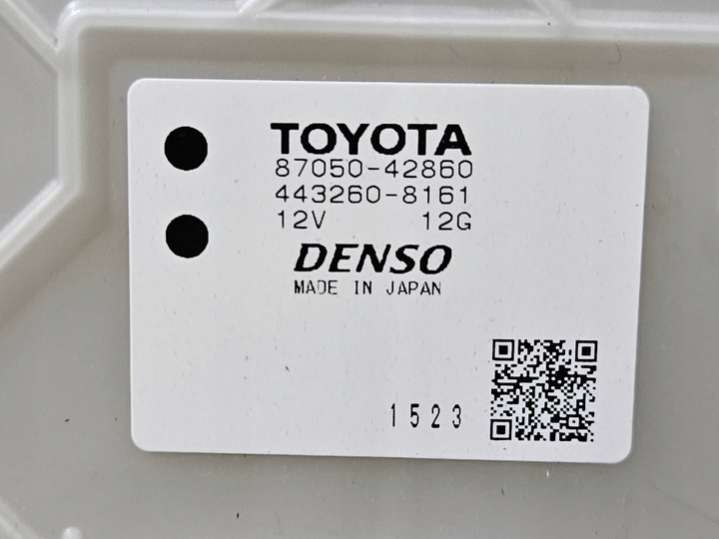 TOYOTA
87050-42860
443260-8161
12V 12G
DENSO
MADE IN JAPAN
1523